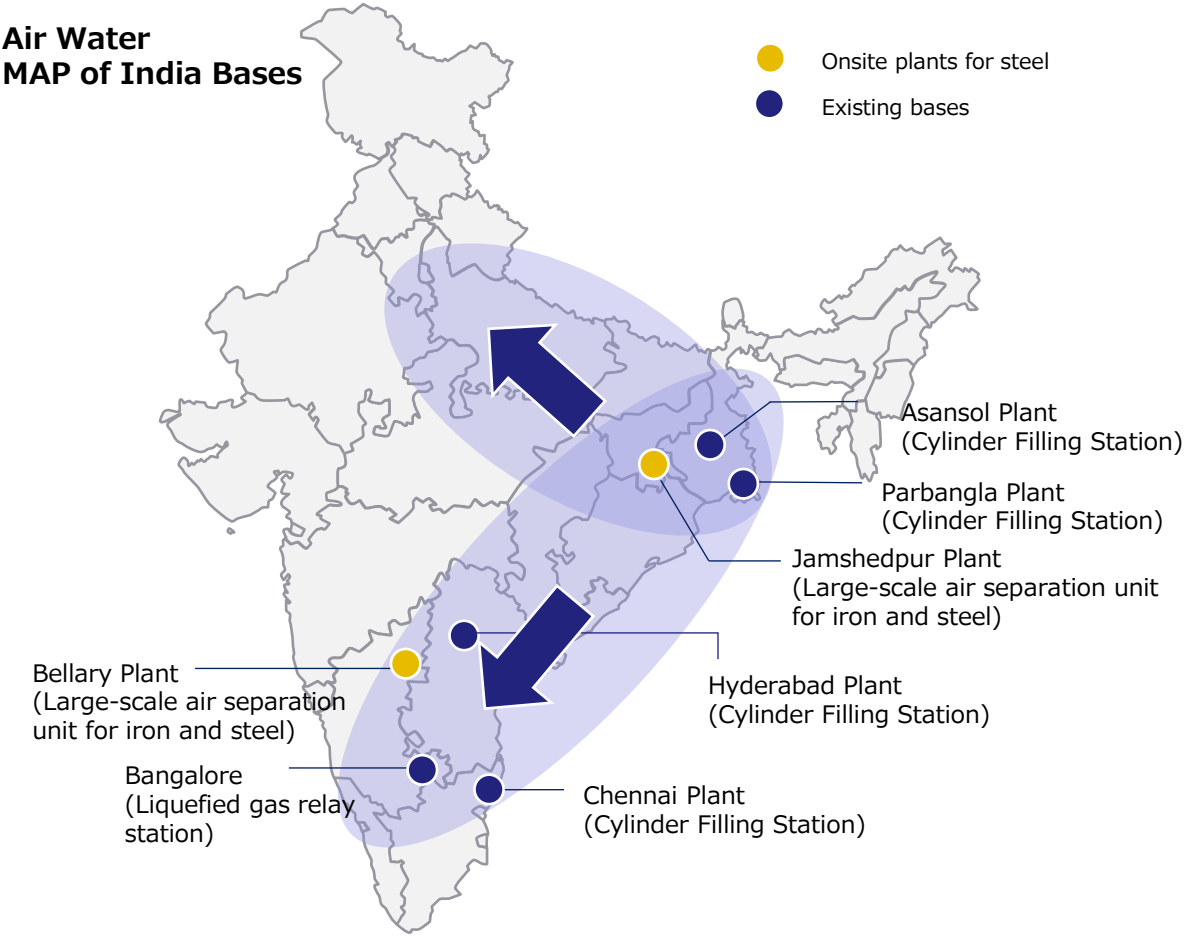 Air Water
MAP of India Bases
Onsite plants for steel
Existing bases
Asansol Plant
(Cylinder Filling Station)
Parbangla Plant
(Cylinder Filling Station)
Jamshedpur Plant
(Large-scale air separation unit
for iron and steel)
Hyderabad Plant
(Cylinder Filling Station)
Bellary Plant
(Large-scale air separation
unit for iron and steel)
Bangalore
(Liquefied gas relay
station)
Chennai Plant
(Cylinder Filling Station)